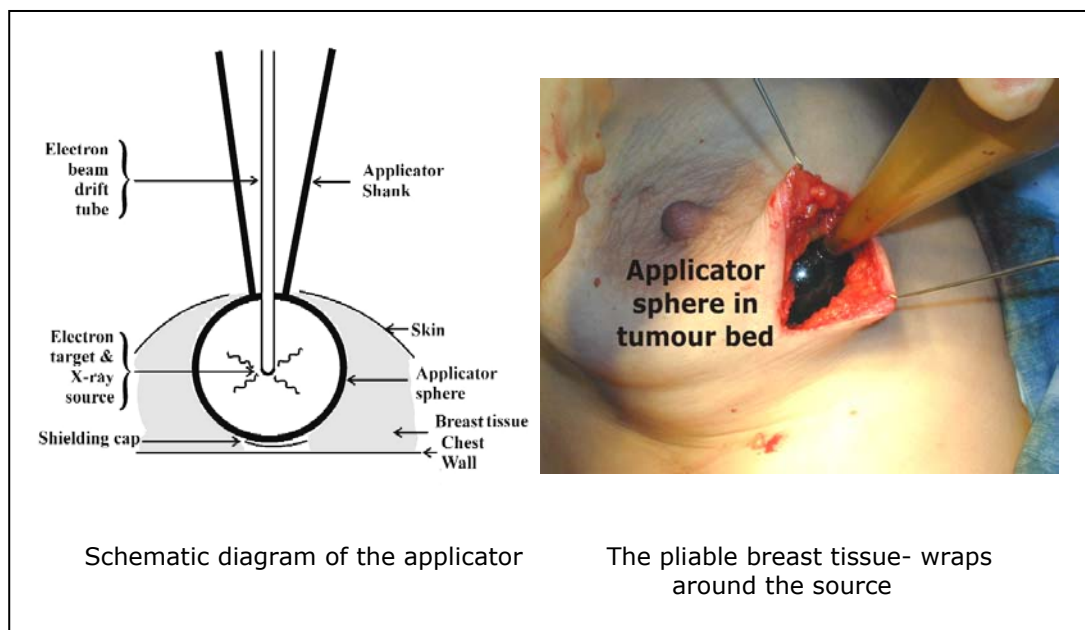 Electron
beam
drift
tube
Applicator
Shank
Electron
target &
X-ray
source
Skin
Applicator
sphere
Shielding cap
Breast tissue
Chest
Wall
Applicator
sphere in
tumour bed
Schematic diagram of the applicator
The pliable breast tissue- wraps
around the source